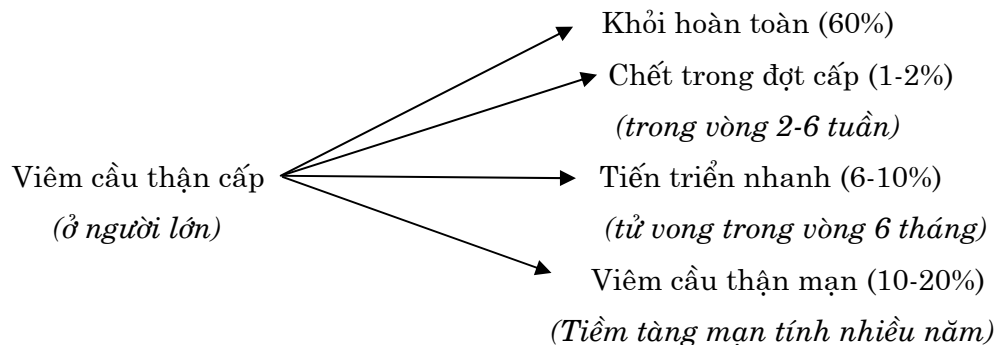 Khỏi hoàn toàn (60%)
Chết trong đợt cấp (1-2%)
(trong vòng 2-6 tuần)
Viêm cầu thận cấp
(ở người lớn)
Tiến triển nhanh (6-10%)
(tử vong trong vòng 6 tháng)
Viêm cầu thận mạn (10-20%)
(Tiềm tàng mạn tính nhiều năm)